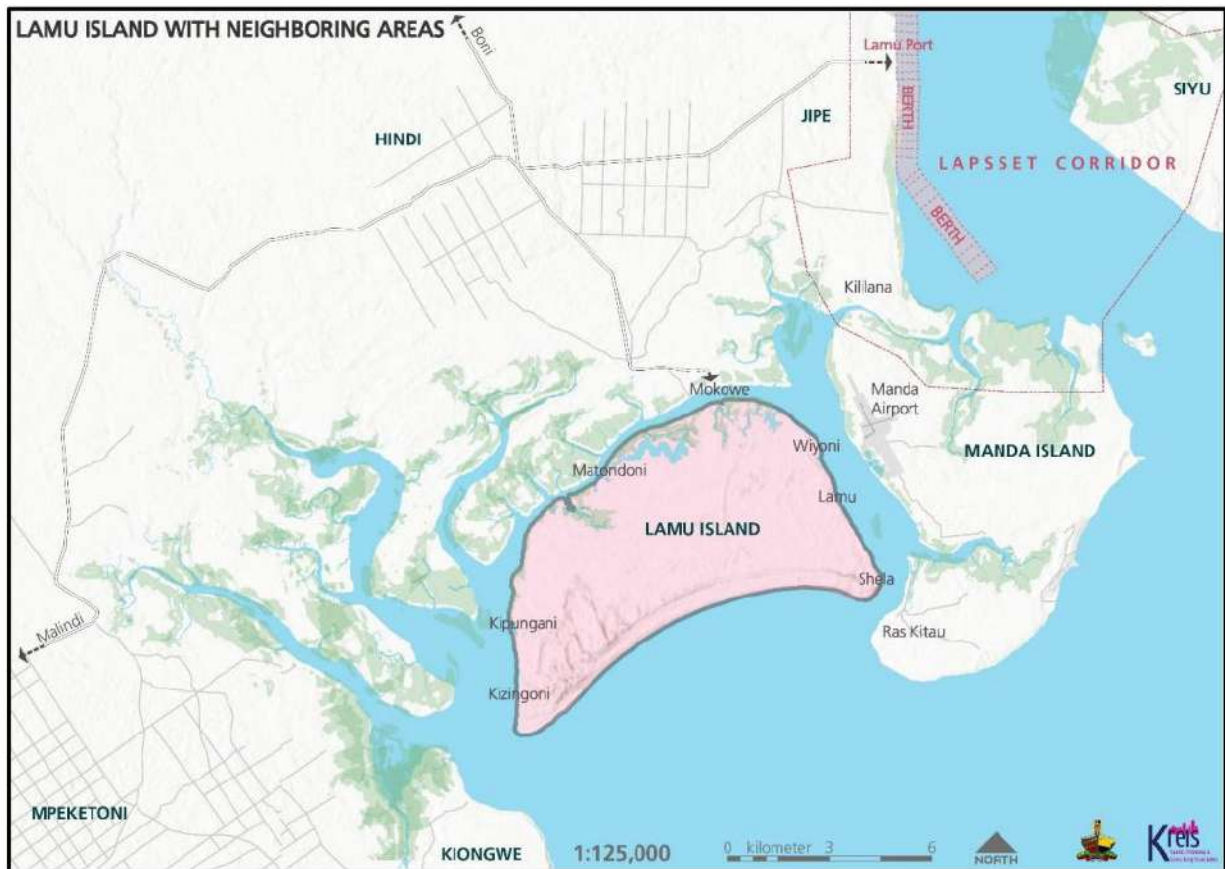 LAMU ISLAND WITH NEIGHBORING AREAS
Boni
Lamu Port
SIYU
BERTH
JIPE
HINDI
LAPSSET CORRIDOR
BERTH
Kililana
Mokowe
Manda
Airport
Wiyoni
MANDA ISLAND
Matondoni
Lamu
LAMU ISLAND
Shela
Kipungani
Ras Kitau
Malindi
Kizingoni
MPEKETONI
KIONGWE
1:125,000
0 kilometer 3 6
NORTH
Kreis